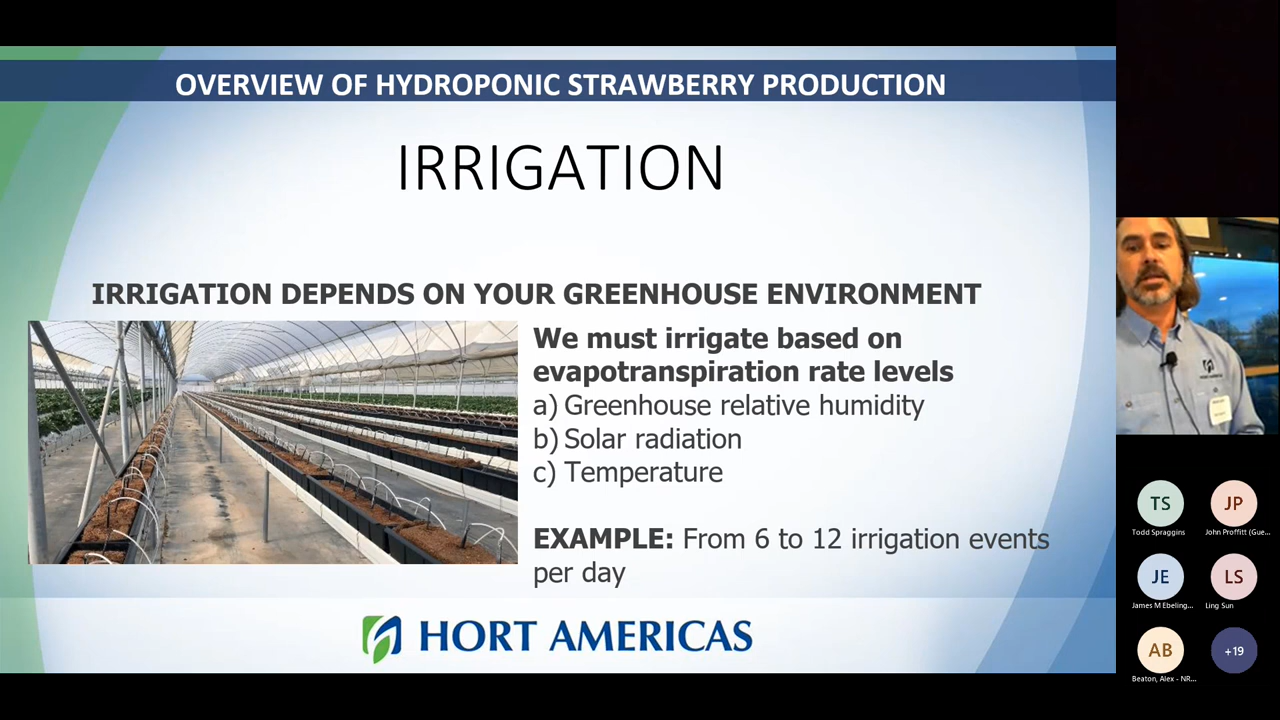 OVERVIEW OF HYDROPONIC STRAWBERRY PRODUCTION
IRRIGATION
IRRIGATION DEPENDS ON YOUR GREENHOUSE ENVIRONMENT
We must irrigate based on
evapotranspiration rate levels
a) Greenhouse relative humidity
b) Solar radiation
c) Temperature
EXAMPLE: From 6 to 12 irrigation events
per day
HORT AMERICAS
HORT AMERICAS
TS
JP
Todd Spraggins
John Proffitt (Gue...
JE
LS
James M Ebeling...
Ling Sun
AB
+19
Beaton, Alex - NR...